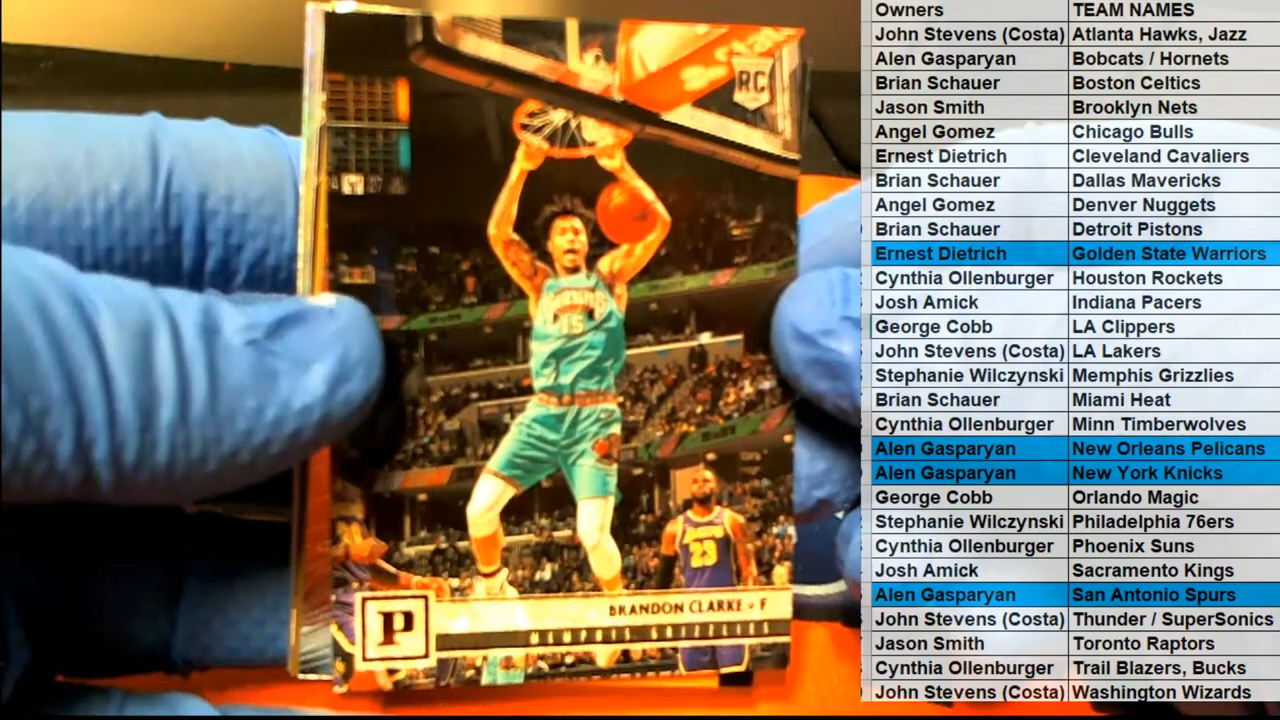 RC
15
23
BRANDON CLARKE • F
P
MEMPHIS GRIZZLIES
Owners TEAM NAMES
John Stevens (Costa) Atlanta Hawks, Jazz
Alen Gasparyan Bobcats / Hornets
Brian Schauer Boston Celtics
Jason Smith Brooklyn Nets
Angel Gomez Chicago Bulls
Ernest Dietrich Cleveland Cavaliers
Brian Schauer Dallas Mavericks
Angel Gomez Denver Nuggets
Brian Schauer Detroit Pistons
Ernest Dietrich Golden State Warriors
Cynthia Ollenburger Houston Rockets
Josh Amick Indiana Pacers
George Cobb LA Clippers
John Stevens (Costa) LA Lakers
Stephanie Wilczynski Memphis Grizzlies
Brian Schauer Miami Heat
Cynthia Ollenburger Minn Timberwolves
Alen Gasparyan New Orleans Pelicans
Alen Gasparyan New York Knicks
George Cobb Orlando Magic
Stephanie Wilczynski Philadelphia 76ers
Cynthia Ollenburger Phoenix Suns
Josh Amick Sacramento Kings
Alen Gasparyan San Antonio Spurs
John Stevens (Costa) Thunder / SuperSonics
Jason Smith Toronto Raptors
Cynthia Ollenburger Trail Blazers, Bucks
John Stevens (Costa) Washington Wizards